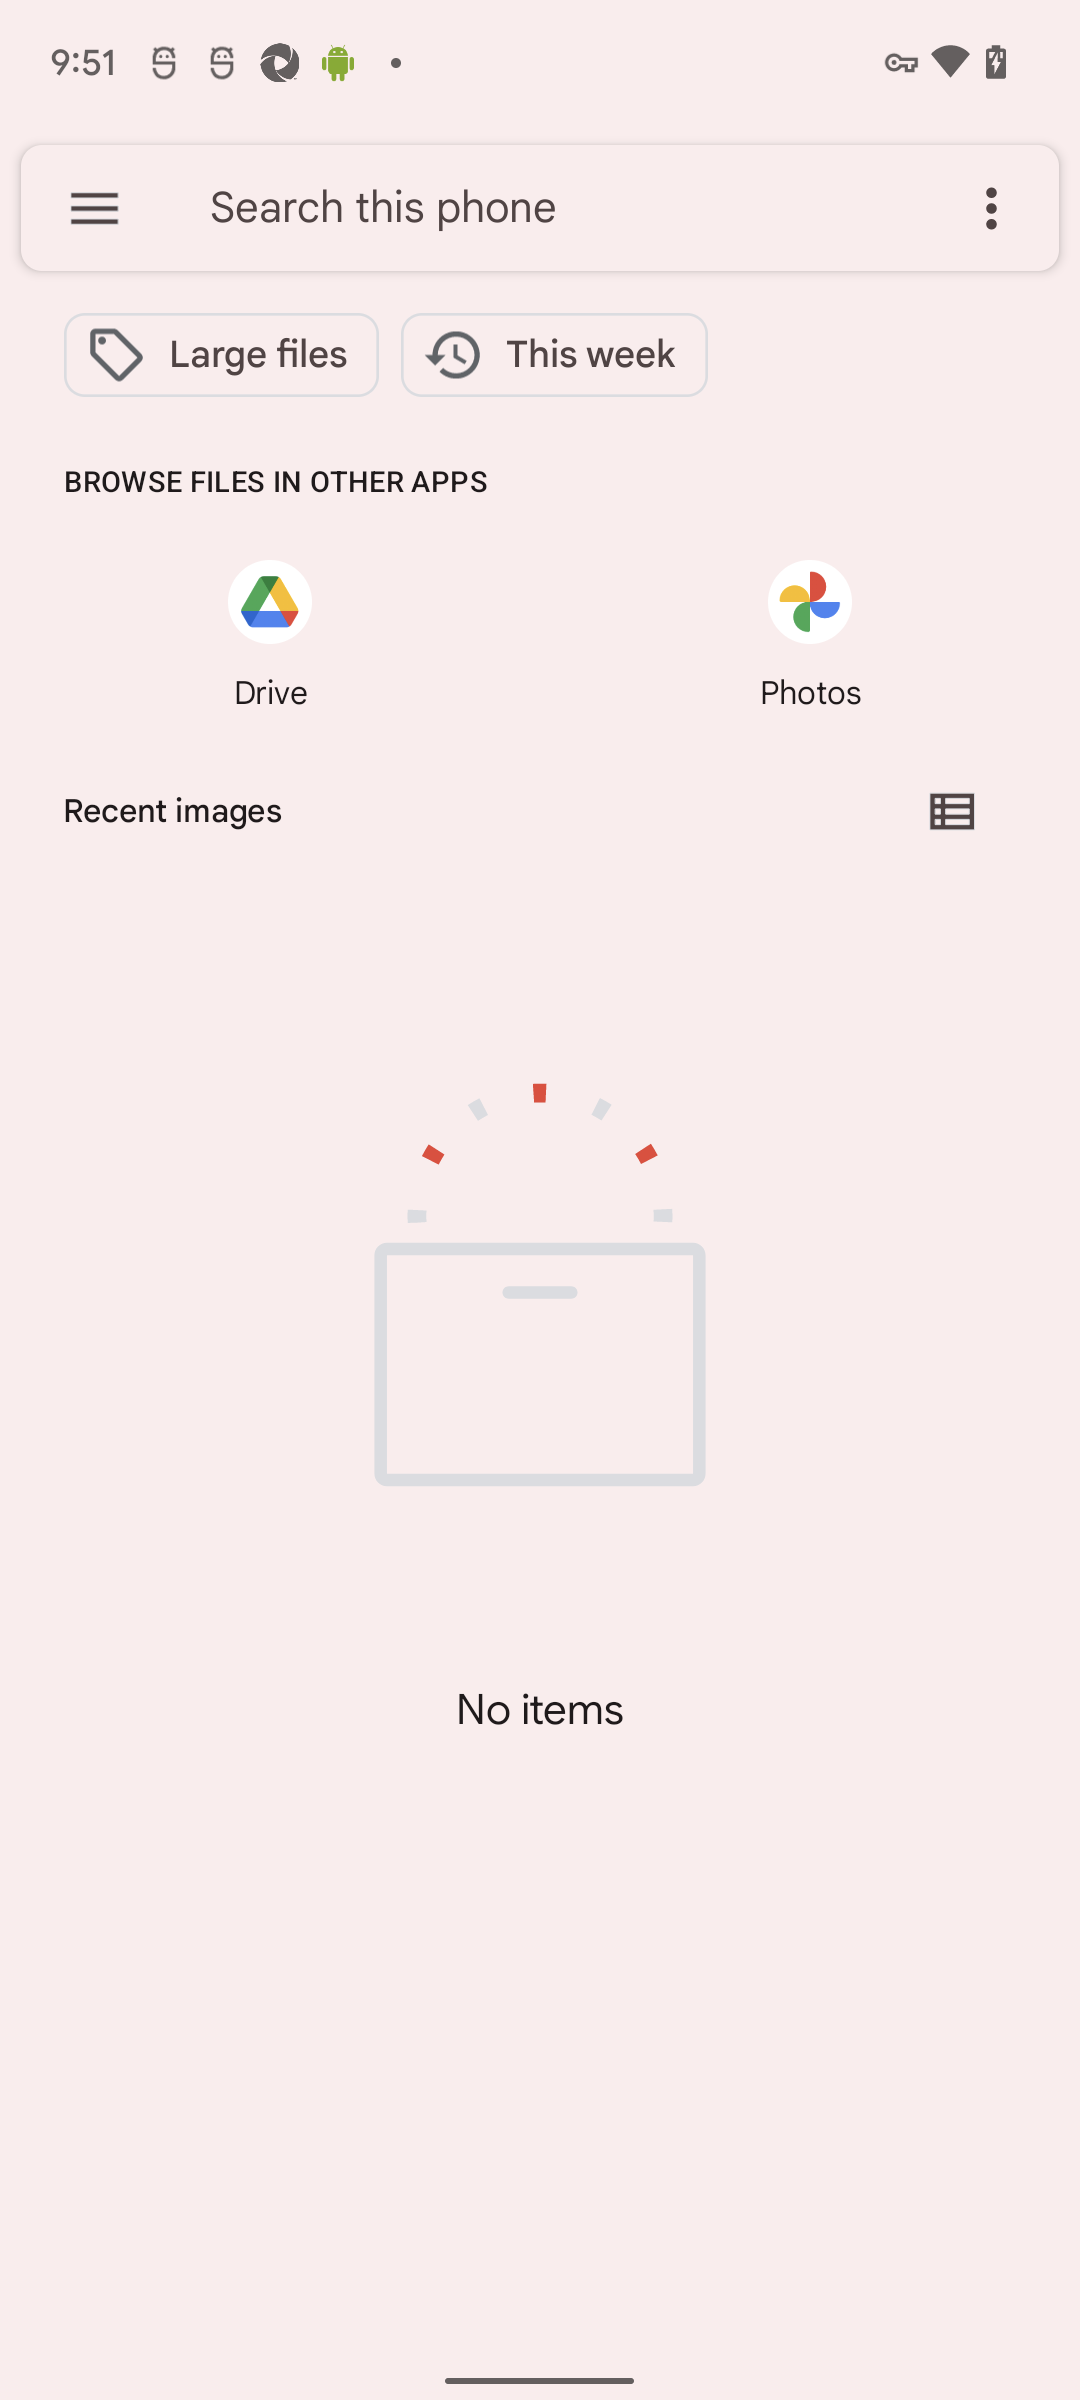 9:51
Search this phone
Large files
This week
BROWSE FILES IN OTHER APPS
Drive
Photos
Recent images
No items